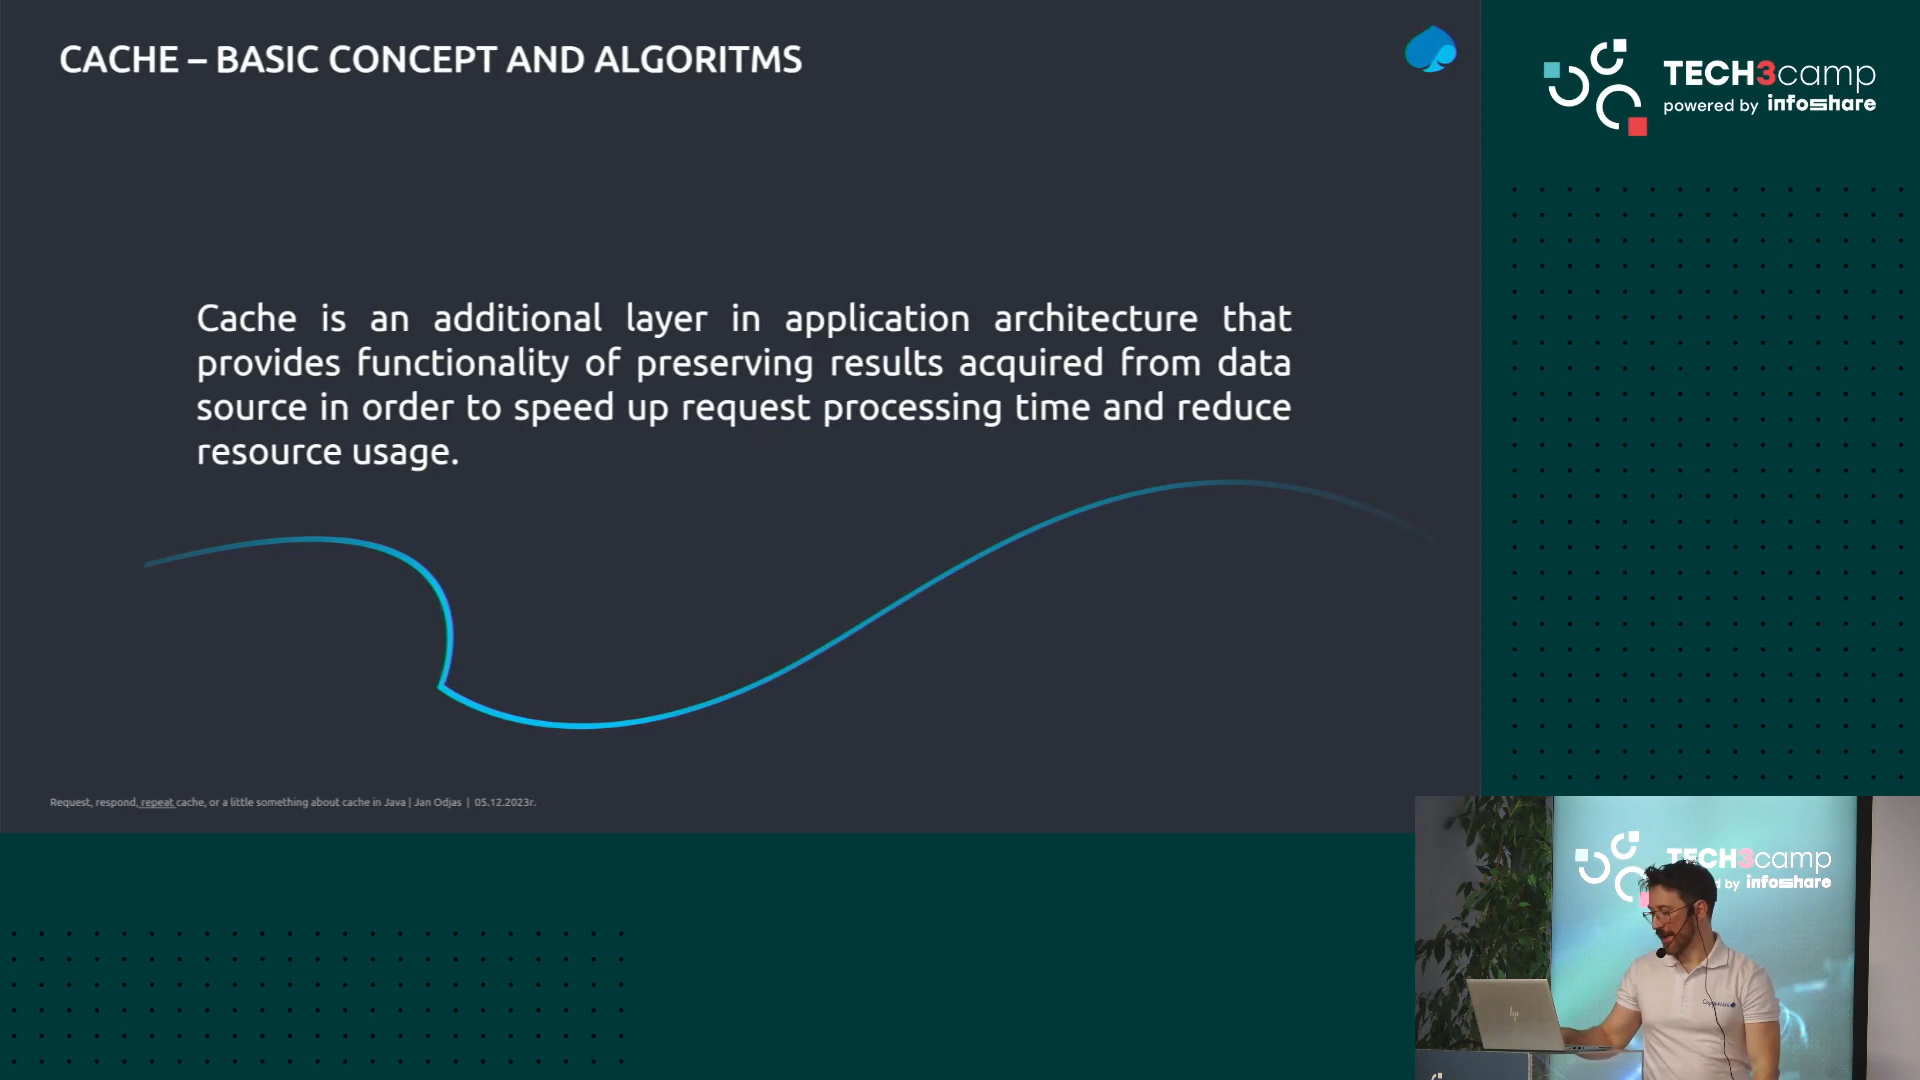 CACHE – BASIC CONCEPT AND ALGORITMS
TECH3camp
powered by infoshare
Cache is an additional layer in application architecture that
provides functionality of preserving results acquired from data
source in order to speed up request processing time and reduce
resource usage.
Request, respond, repeat cache, or a little something about cache in Java | Jan Odjas | 05.12.2023r.
TECH3camp
d by infoshare
Capgemini
hp